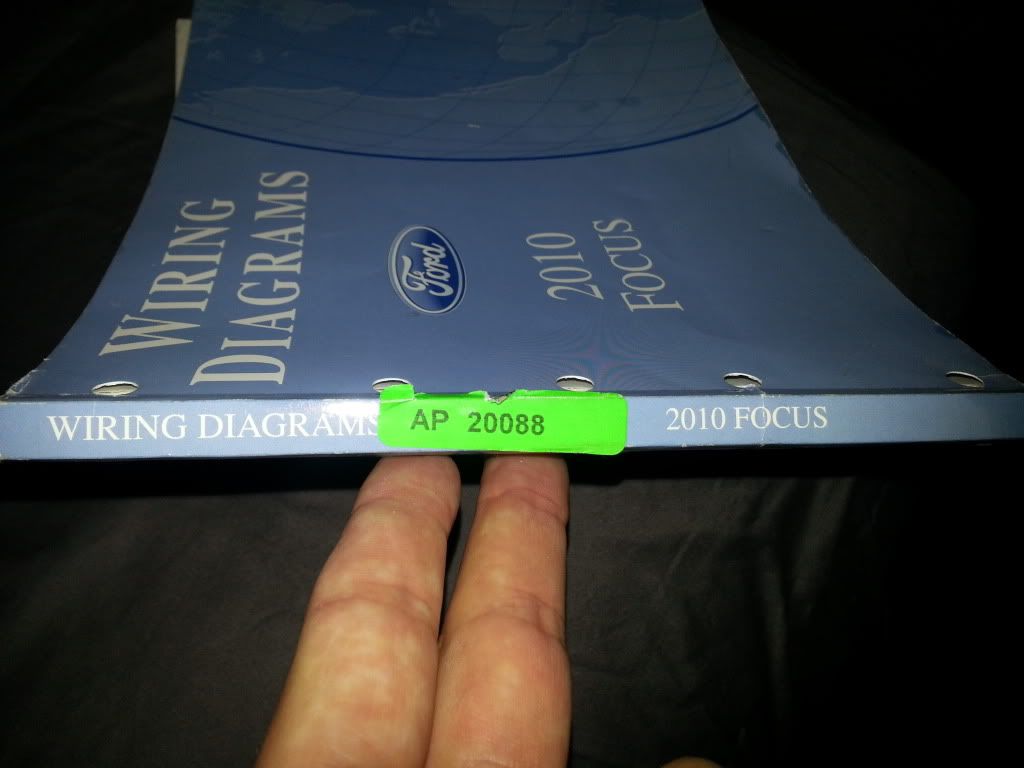 WIRING
DIAGRAMS
Ford
2010
FOCUS
WIRING DIAGRAMS
AP 20088
2010 FOCUS